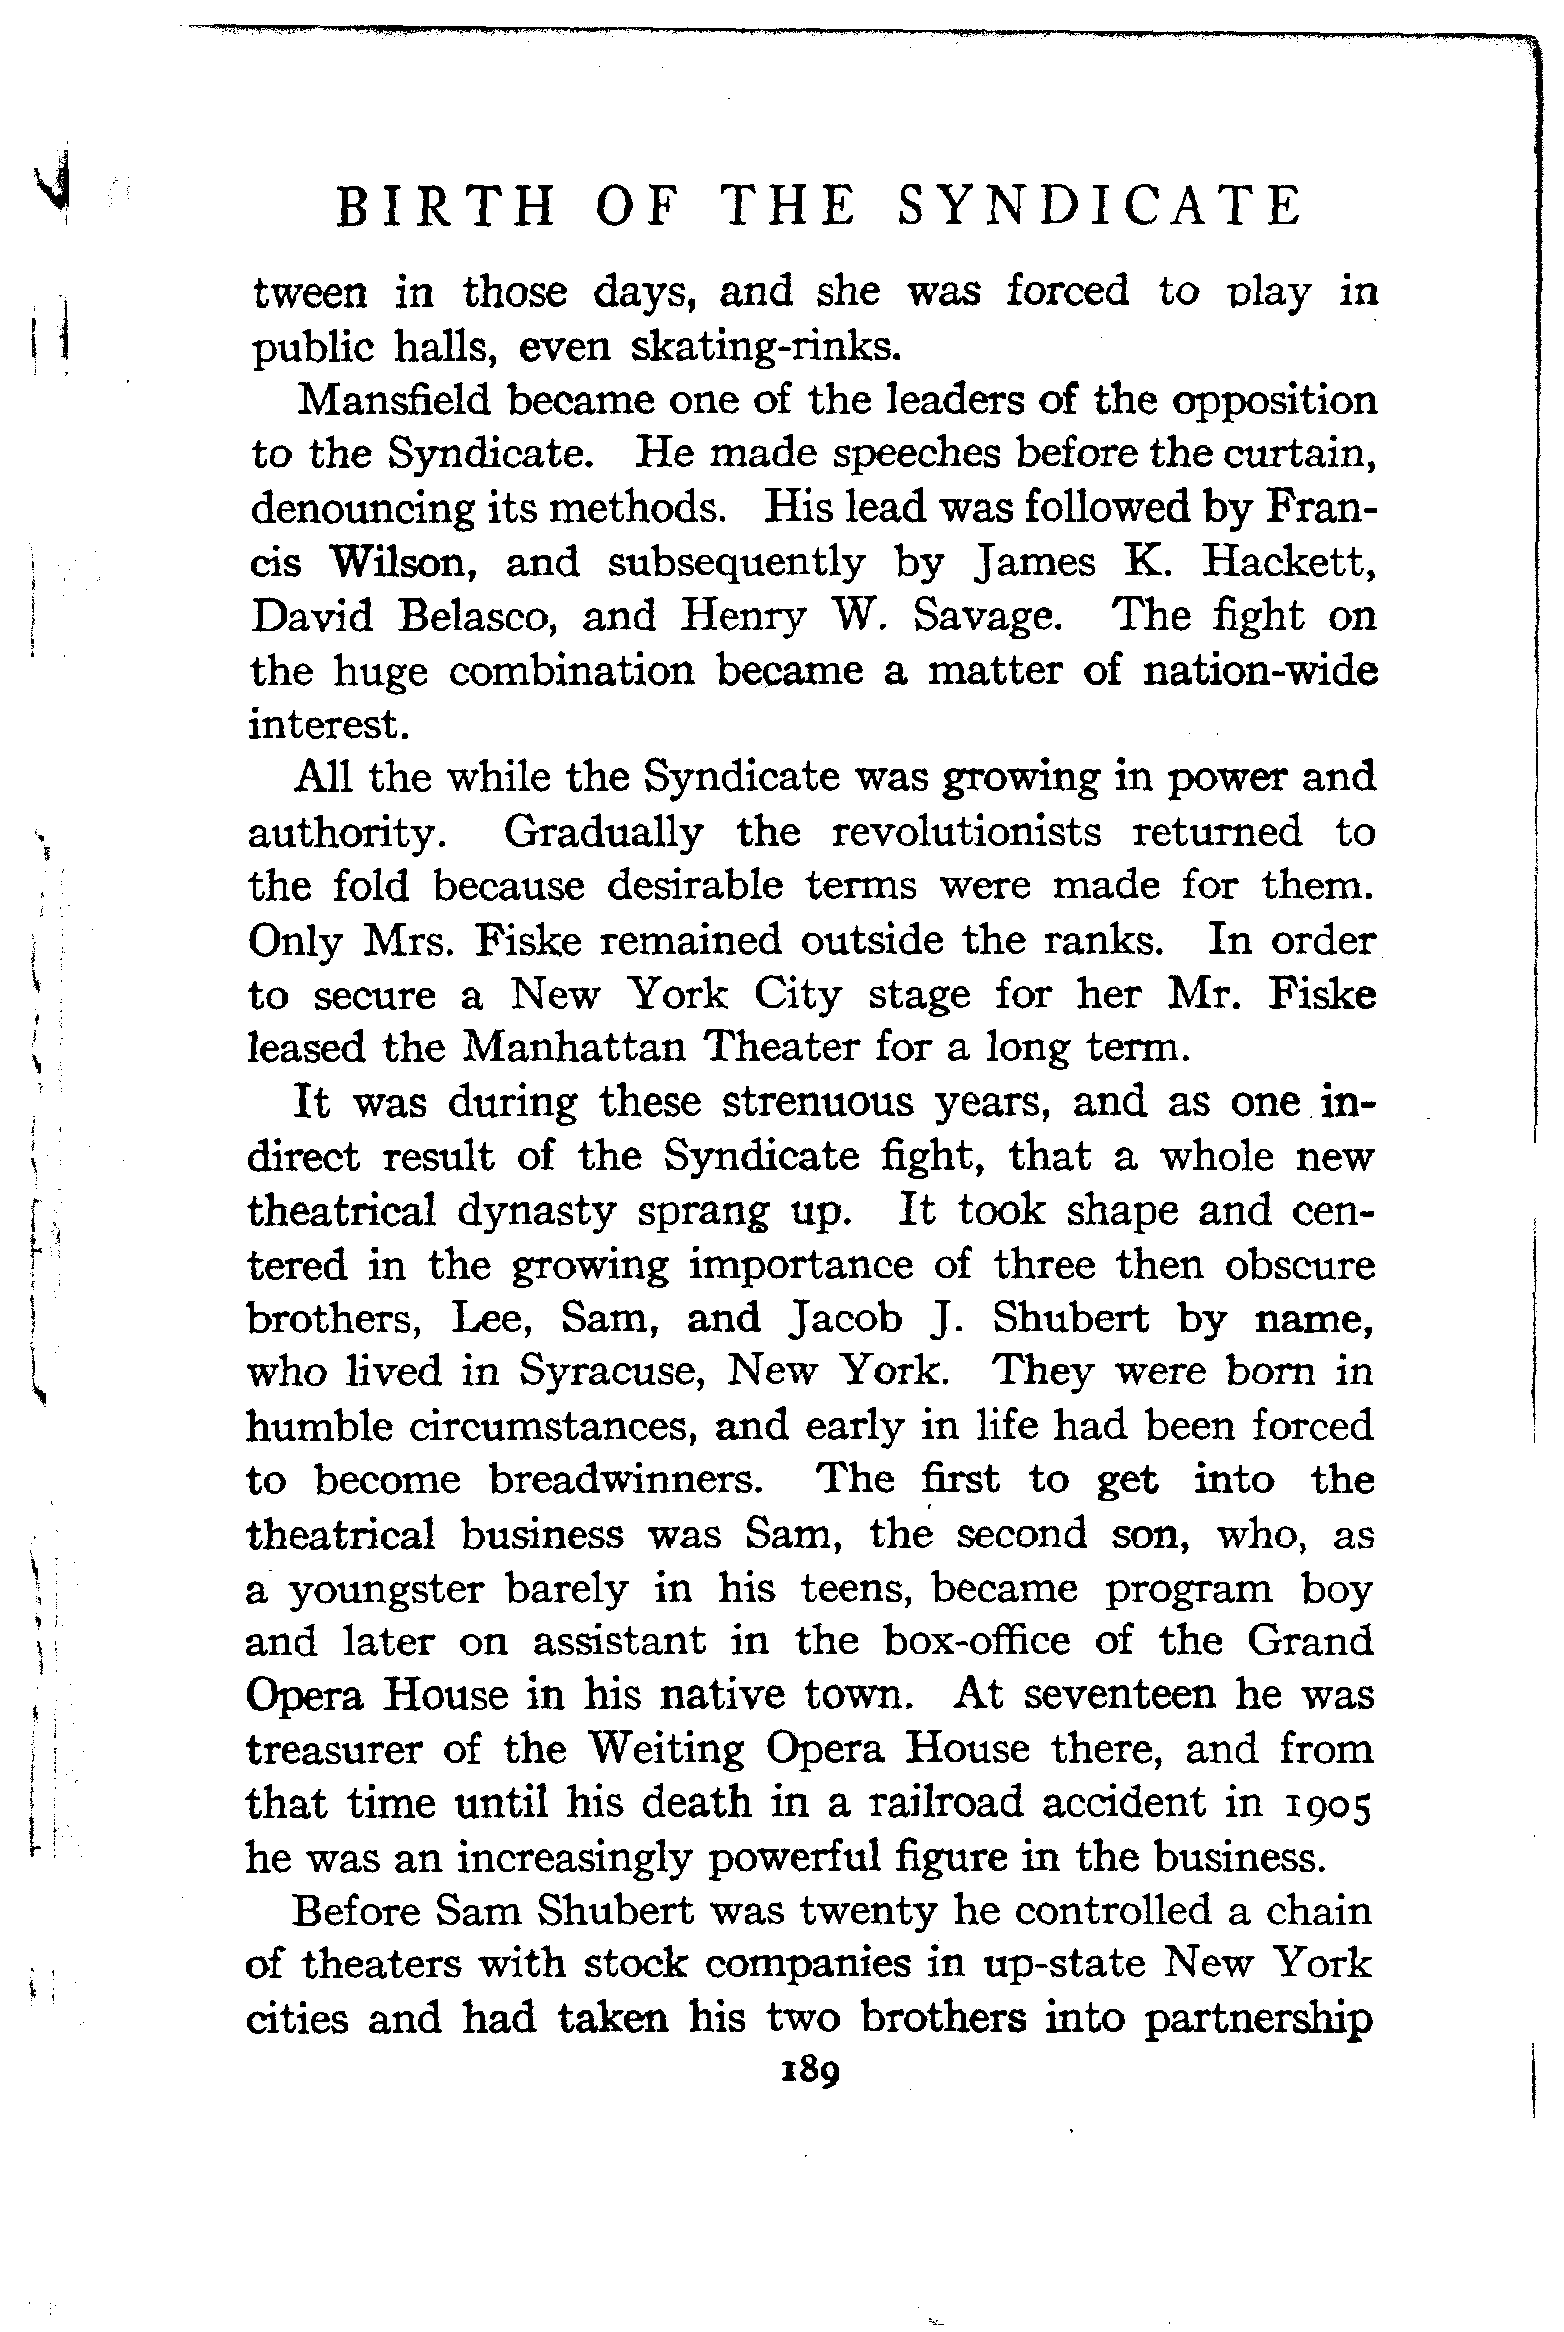 BIRTH OF THE SYNDICATE
tween in those days, and she was forced to play in
public halls, even skating-rinks.
Mansfield became one of the leaders of the opposition
to the Syndicate. He made speeches before the curtain,
denouncing its methods. His lead was followed by Fran-
cis Wilson, and subsequently by James K. Hackett,
David Belasco, and Henry W. Savage. The fight on
the huge combination became a matter of nation-wide
interest.
All the while the Syndicate was growing in power and
authority. Gradually the revolutionists returned to
the fold because desirable terms were made for them.
Only Mrs. Fiske remained outside the ranks. In order
to secure a New York City stage for her Mr. Fiske
leased the Manhattan Theater for a long term.
It was during these strenuous years, and as one in-
direct result of the Syndicate fight, that a whole new
theatrical dynasty sprang up. It took shape and cen-
tered in the growing importance of three then obscure
brothers, Lee, Sam, and Jacob J. Shubert by name,
who lived in Syracuse, New York. They were born in
humble circumstances, and early in life had been forced
to become breadwinners. The first to get into the
theatrical business was Sam, the second son, who, as
a youngster barely in his teens, became program boy
and later on assistant in the box-office of the Grand
Opera House in his native town. At seventeen he was
treasurer of the Weiting Opera House there, and from
that time until his death in a railroad accident in 1905
he was an increasingly powerful figure in the business.
Before Sam Shubert was twenty he controlled a chain
of theaters with stock companies in up-state New York
cities and had taken his two brothers into partnership
189